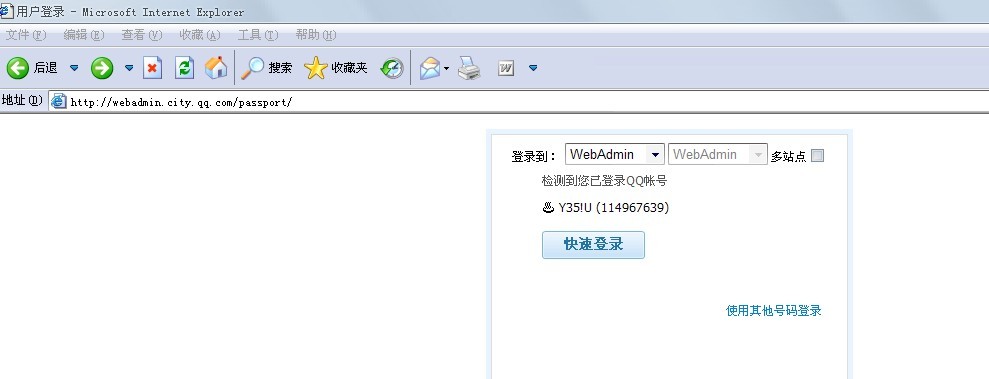 用户登录 - Microsoft Internet Explorer
文件(F) 编辑(E) 查看(V) 收藏(A) 工具(T) 帮助(H)
后退 搜索 收藏夹
地址(D) http://webadmin.city.qq.com/passport/
登录到： WebAdmin WebAdmin 多站点
检测到您已登录QQ帐号
♨ Y35!U (114967639)
快速登录
使用其他号码登录